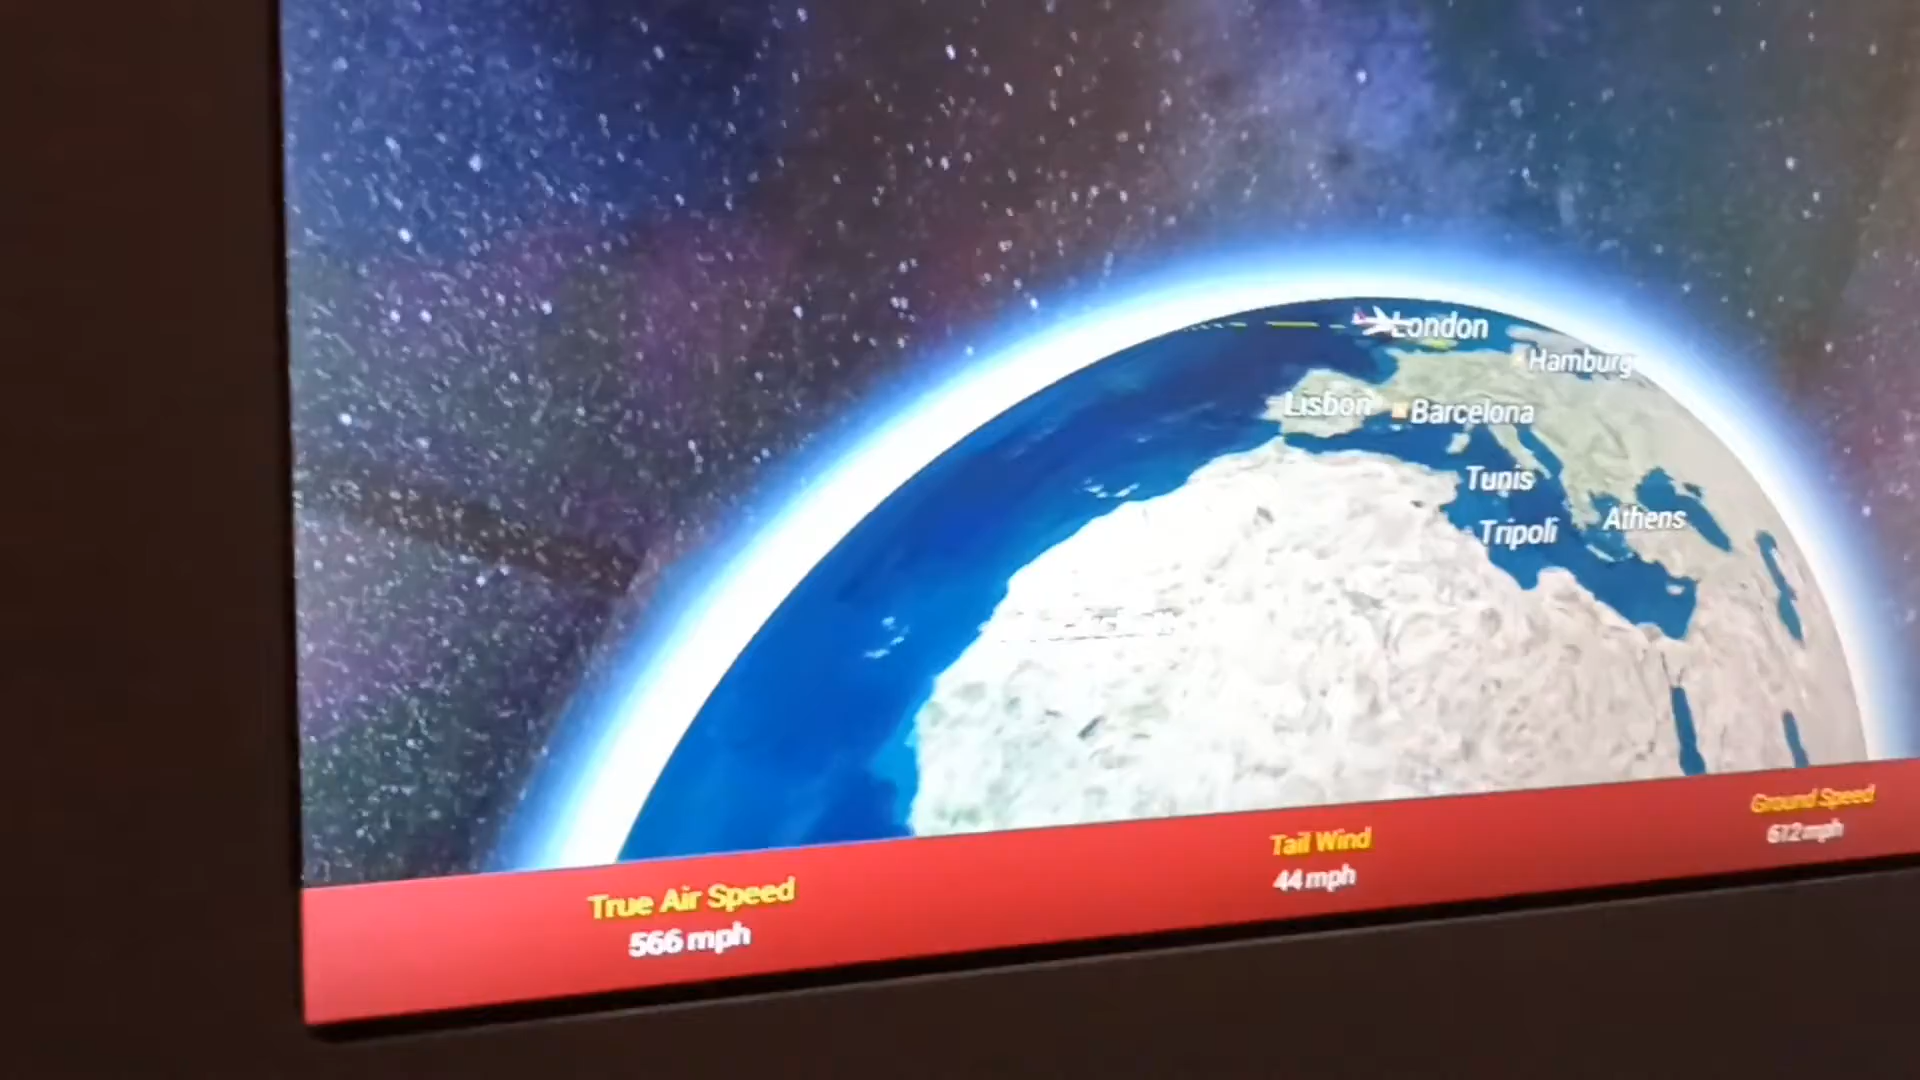 London
Hamburg
Lisbon
Barcelona
Tunis
Athens
Tripoli
Ground Speed
612 mph
Tail Wind
44 mph
True Air Speed
566 mph